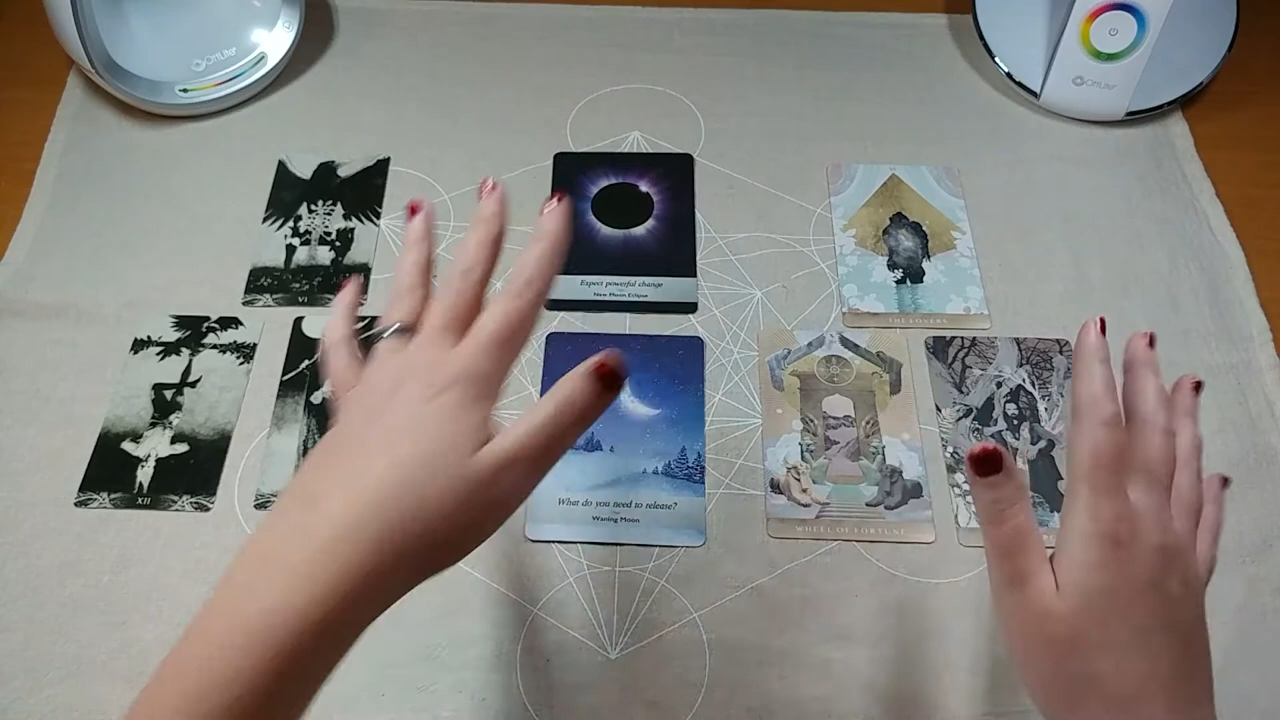 OttLite
OttLite
VI
Expect powerful change
New Moon Eclipse
THE LOVERS
XII
What do you need to release?
Waning Moon
WHEEL OF FORTUNE